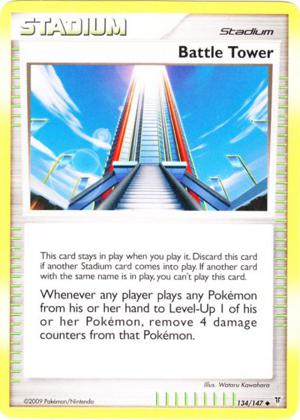 STADIUM
Stadium
Battle Tower
This card stays in play when you play it. Discard this card
if another Stadium card comes into play. If another card
with the same name is in play, you can't play this card.
Whenever any player plays any Pokémon
from his or her hand to Level-Up 1 of his
or her Pokémon, remove 4 damage
counters from that Pokémon.
Illus. Wataru Kawahara
©2009 Pokémon/Nintendo
134/147